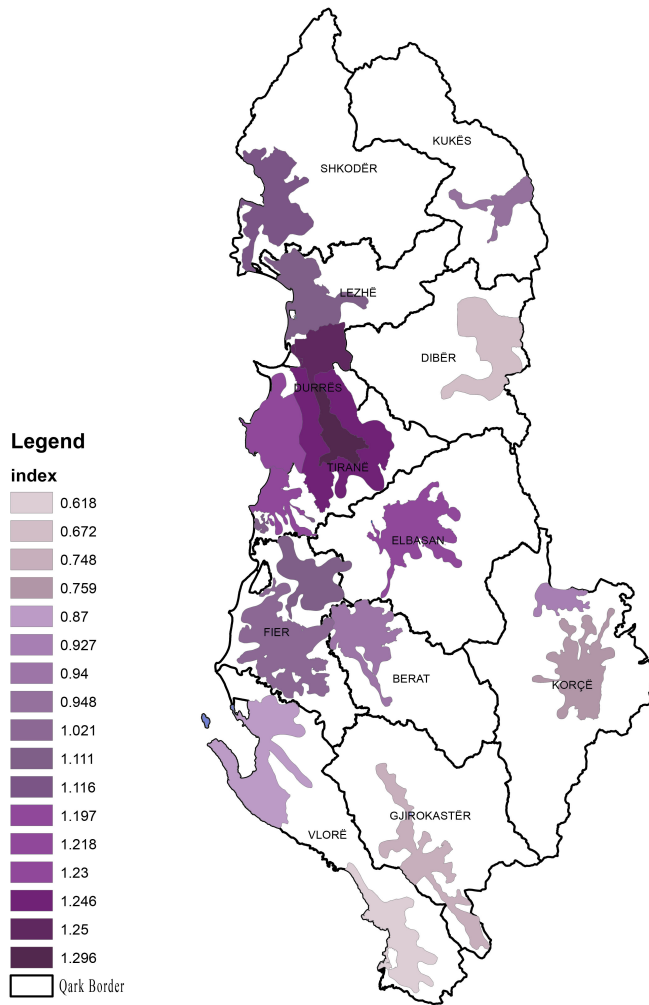 KUKËS
SHKODËR
LEZHË
DIBËR
DURRËS
TIRANË
ELBASAN
FIER
BERAT
KORÇË
GJIROKASTËR
VLORË
Legend
index
0.618
0.672
0.748
0.759
0.87
0.927
0.94
0.948
1.021
1.111
1.116
1.197
1.218
1.23
1.246
1.25
1.296
Qark Border